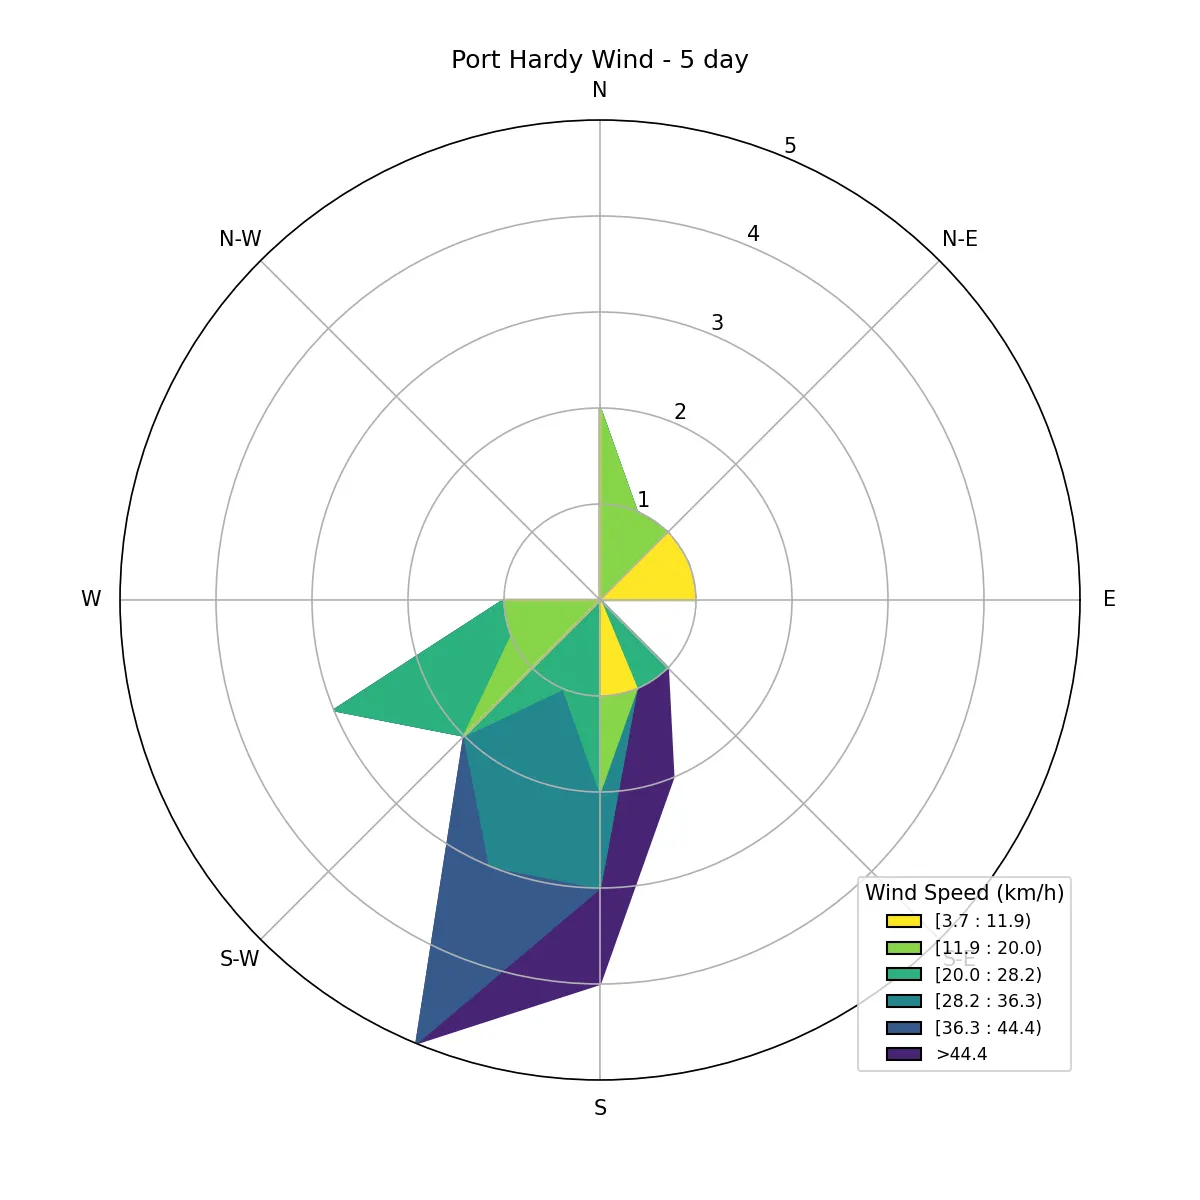 Port Hardy Wind - 5 day
N
5
N-W
N-E
4
3
2
1
W
E
Wind Speed (km/h)
[3.7 : 11.9)
[11.9 : 20.0)
S-W
S-E
[20.0 : 28.2)
[28.2 : 36.3)
[36.3 : 44.4)
>44.4
S